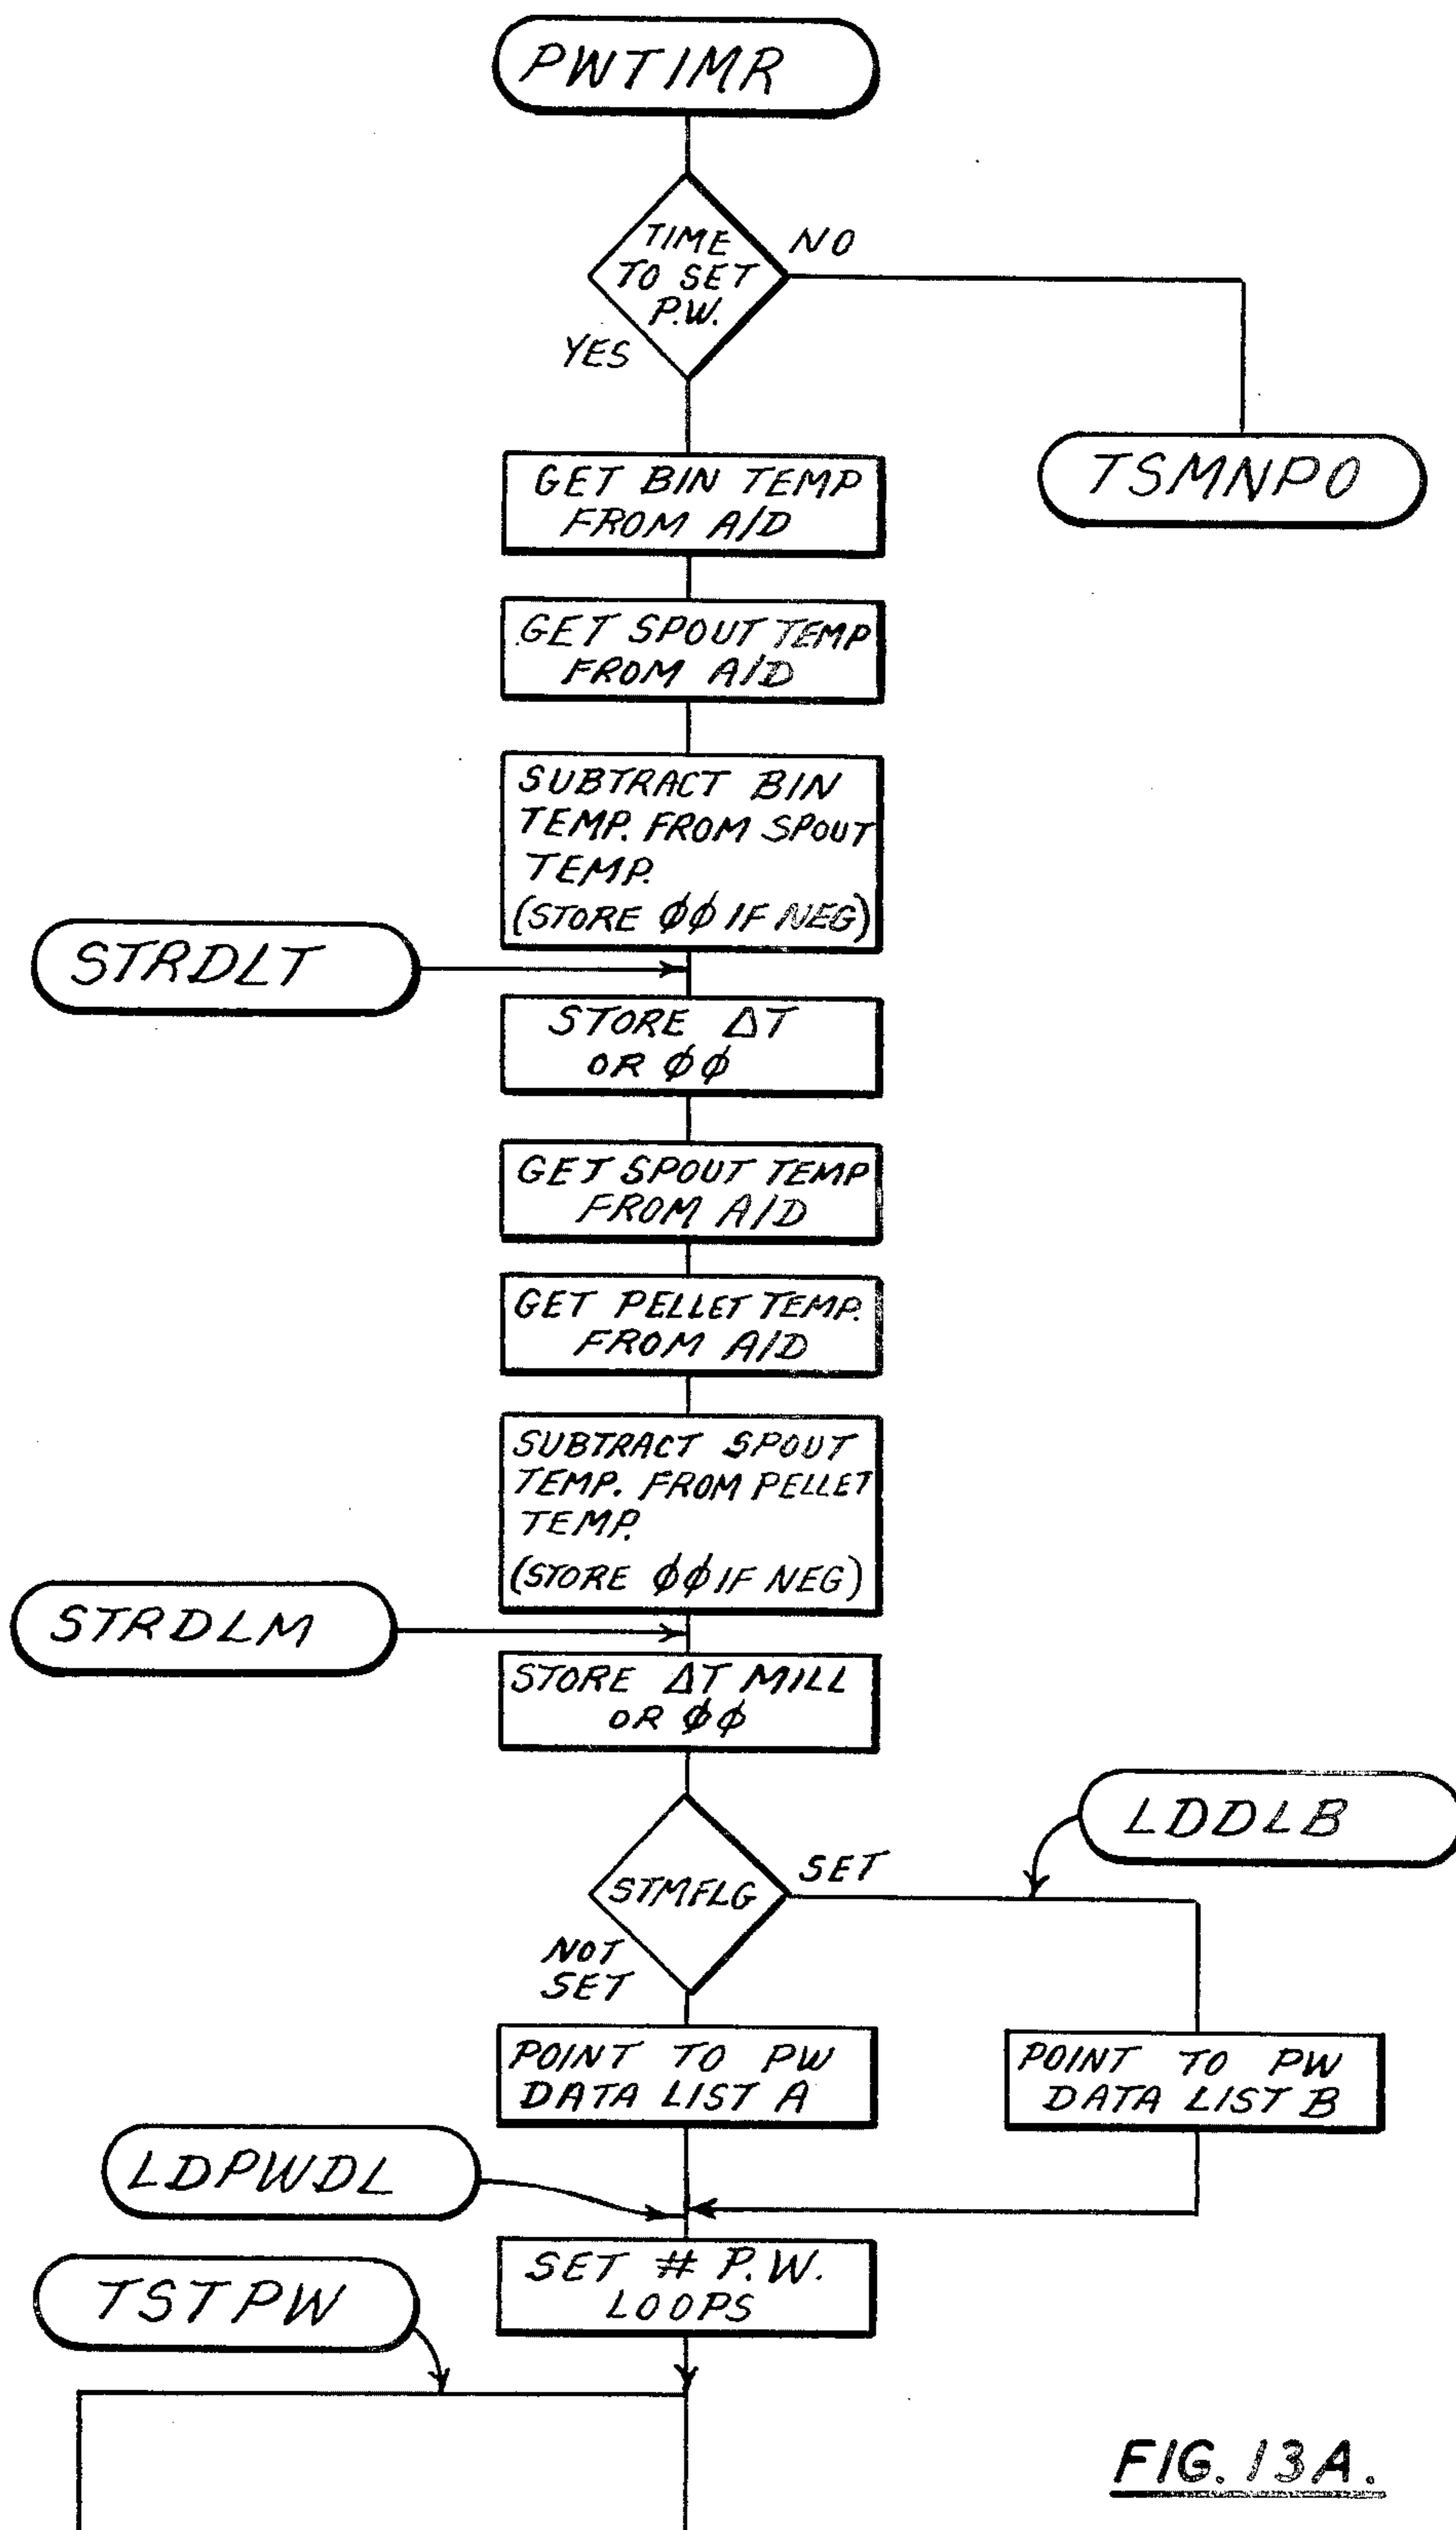 PWTIMR
TIME
TO SET
P.W.
NO
YES
TSMNPO
GET BIN TEMP
FROM A/D
GET SPOUT TEMP
FROM A/D
SUBTRACT BIN
TEMP. FROM SPOUT
TEMP.
(STORE ØØ IF NEG)
STRDLT
STORE ΔT
OR ØØ
GET SPOUT TEMP
FROM A/D
GET PELLET TEMP.
FROM A/D
SUBTRACT SPOUT
TEMP. FROM PELLET
TEMP.
(STORE ØØ IF NEG)
STRDLM
STORE ΔT MILL
OR ØØ
LDDLB
STMFLG
SET
NOT
SET
POINT TO PW
DATA LIST A
POINT TO PW
DATA LIST B
LDPWDL
SET # P.W.
LOOPS
TSTPW
FIG. 13A.